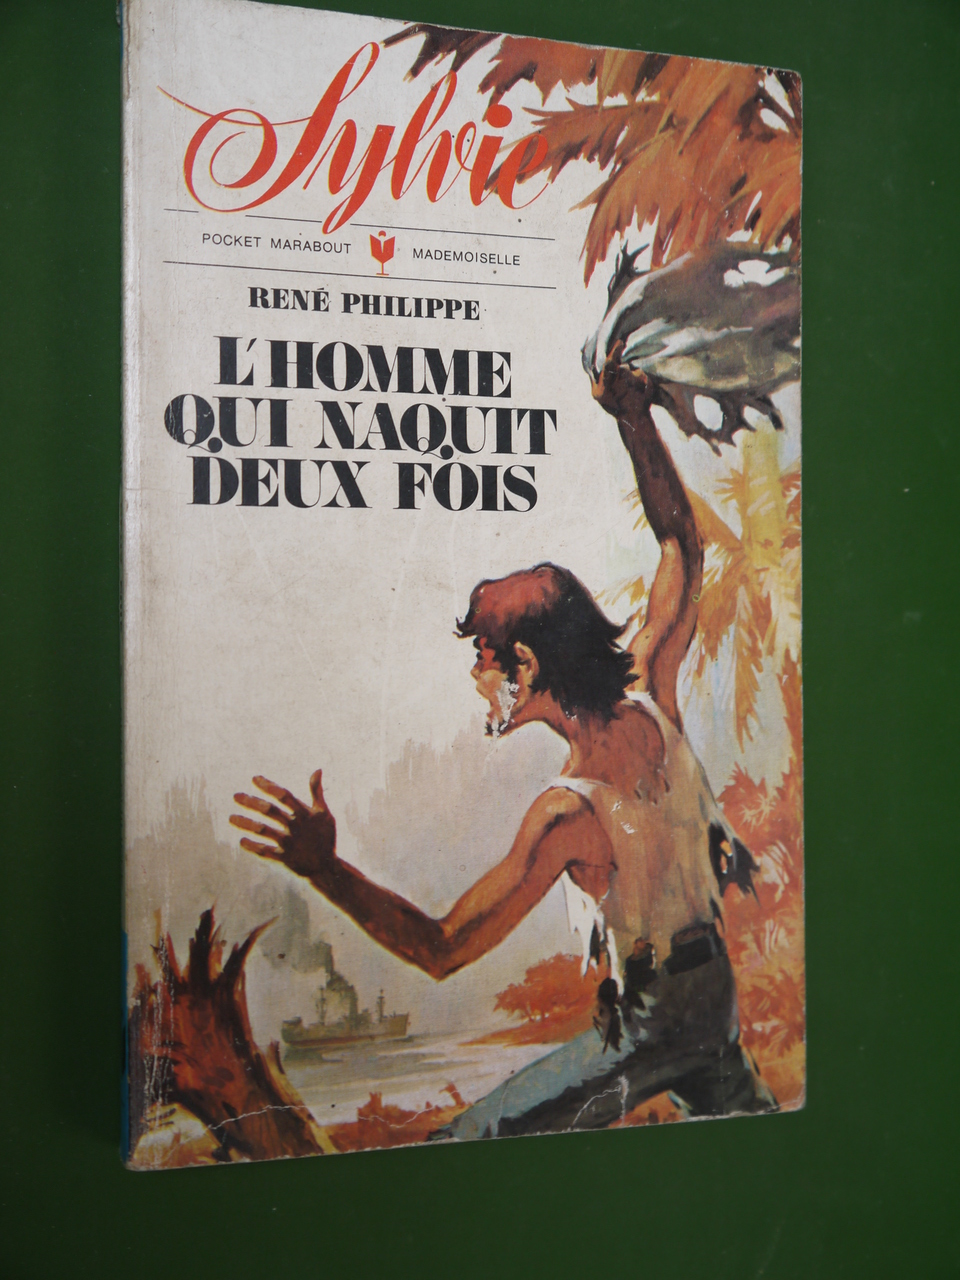 Sylvie
POCKET MARABOUT MADEMOISELLE
RENÉ PHILIPPE
L'HOMME
QUI NAQUIT
DEUX FOIS